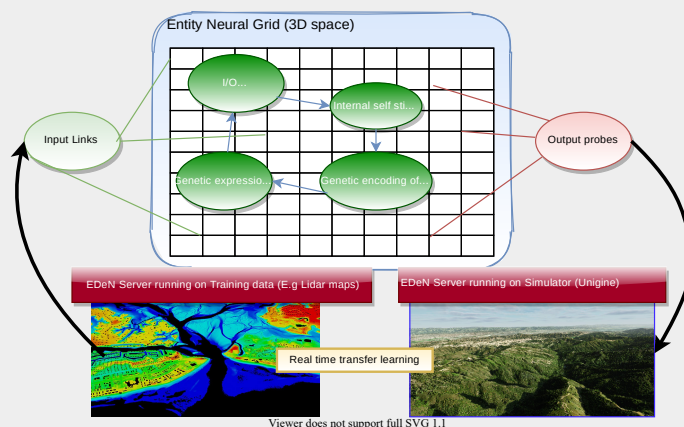 Entity Neural Grid (3D space)
I/O...
Internal self sti...
Input Links
Output probes
Genetic expressio...
Genetic encoding of...
EDeN Server running on Training data (E.g Lidar maps)
EDeN Server running on Simulator (Unigine)
Real time transfer learning
Viewer does not support full SVG 1.1